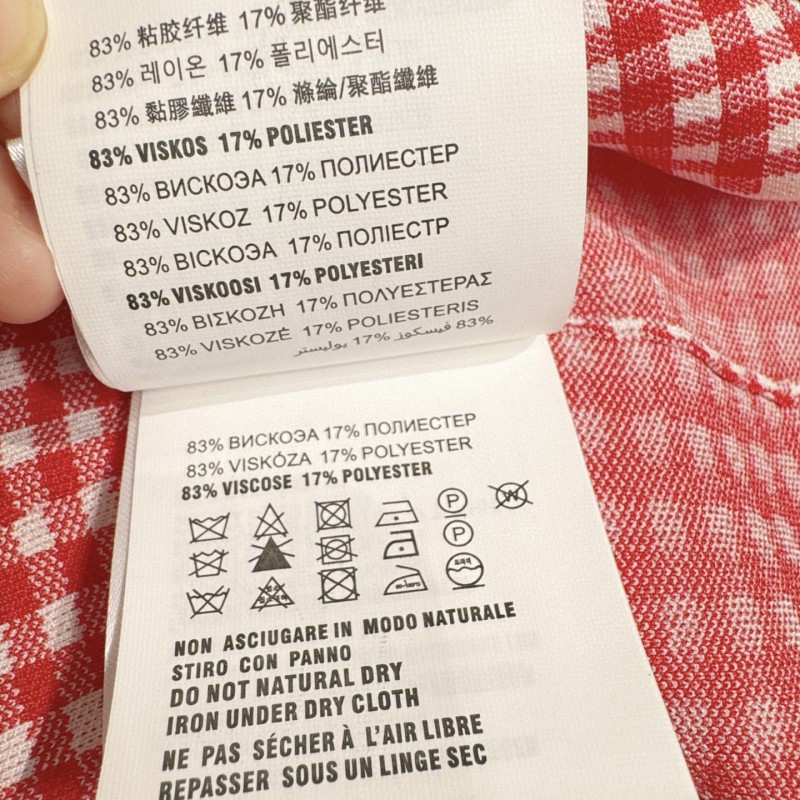 83% 粘胶纤维 17% 聚酯纤维
83% 레이온 17% 폴리에스터
83% 黏膠纖維 17% 滌綸/聚酯纖維
83% VISKOS 17% POLIESTER
83% ВИСКОЭА 17% ПОЛИЕСТЕР
83% VISKOZ 17% POLYESTER
83% ВІСКОЭА 17% ПОЛІЕСТР
83% VISKOOSI 17% POLYESTERI
83% ΒΙΣΚΟΖΗ 17% ΠΟΛΥΕΣΤΕΡΑΣ
83% VISKOZĖ 17% POLIESTERIS
83% فيسكوز 17% بوليستر
83% ВИСКОЭА 17% ПОЛИЕСТЕР
83% VISKÓZA 17% POLYESTER
83% VISCOSE 17% POLYESTER
P W
P
NON ASCIUGARE IN MODO NATURALE
STIRO CON PANNO
DO NOT NATURAL DRY
IRON UNDER DRY CLOTH
NE PAS SÉCHER À L'AIR LIBRE
REPASSER SOUS UN LINGE SEC